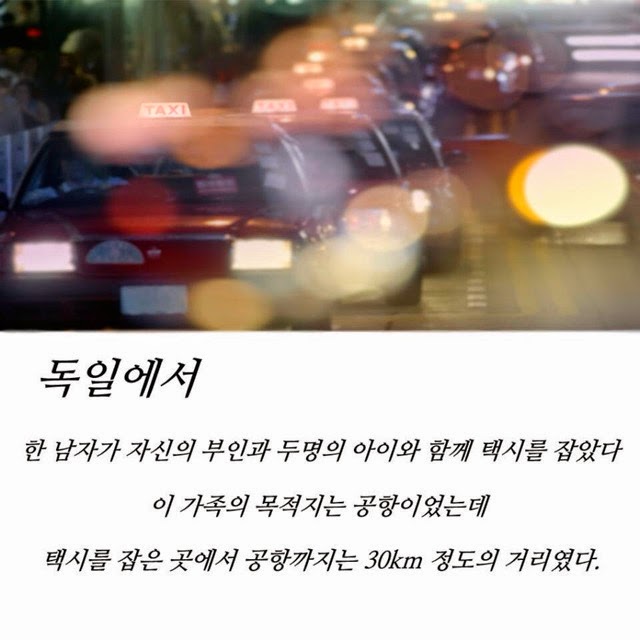 TAXI
TAXI
독일에서
한 남자가 자신의 부인과 두명의 아이와 함께 택시를 잡았다
이 가족의 목적지는 공항이었는데
택시를 잡은 곳에서 공항까지는 30km 정도의 거리였다.